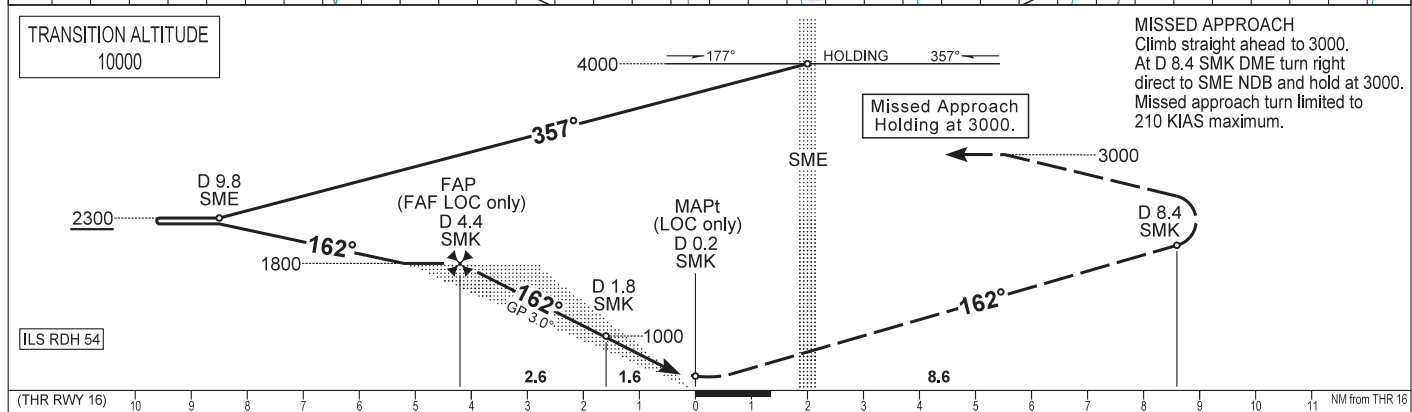 TRANSITION ALTITUDE
10000
MISSED APPROACH
Climb straight ahead to 3000.
At D 8.4 SMK DME turn right
direct to SME NDB and hold at 3000.
Missed approach turn limited to
210 KIAS maximum.
4000
177°
HOLDING
357°
Missed Approach
Holding at 3000.
357°
SME
3000
D 9.8
SME
FAP
(FAF LOC only)
D 4.4
SMK
MAPt
(LOC only)
D 0.2
SMK
D 8.4
SMK
2300
162°
1800
162°
GP 3.0°
D 1.8
SMK
1000
162°
ILS RDH 54
2.6
1.6
8.6
(THR RWY 16)
10 9 8 7 6 5 4 3 2 1 0 1 2 3 4 5 6 7 8 9 10 11
NM from THR 16